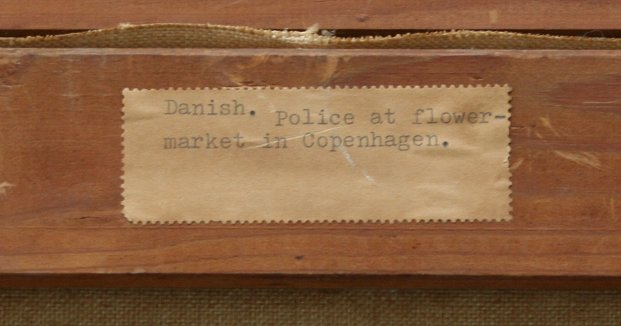 Danish. Police at flower-
market in Copenhagen.